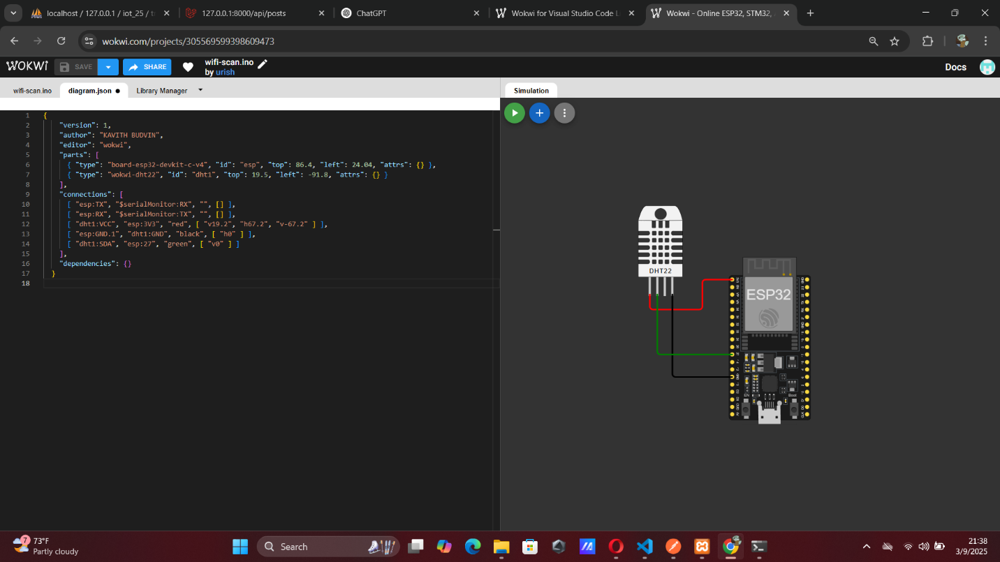 localhost / 127.0.0.1 / iot_25 / t
127.0.0.1:8000/api/posts
ChatGPT
Wokwi for Visual Studio Code L
Wokwi - Online ESP32, STM32,
wokwi.com/projects/305569599398609473
WOKWI
SAVE
SHARE
wifi-scan.ino
by urish
Docs
wifi-scan.ino
diagram.json
Library Manager
Simulation
1 {
2 "version": 1,
3 "author": "KAVITH BUDVIN",
4 "editor": "wokwi",
5 "parts": [
6 { "type": "board-esp32-devkit-c-v4", "id": "esp", "top": 86.4, "left": 24.04, "attrs": {} },
7 { "type": "wokwi-dht22", "id": "dht1", "top": 19.5, "left": -91.8, "attrs": {} }
8 ],
9 "connections": [
10 [ "esp:TX", "$serialMonitor:RX", "", [] ],
11 [ "esp:RX", "$serialMonitor:TX", "", [] ],
12 [ "dht1:VCC", "esp:3V3", "red", [ "v19.2", "h67.2", "v-67.2" ] ],
13 [ "esp:GND.1", "dht1:GND", "black", [ "h0" ] ],
14 [ "dht1:SDA", "esp:27", "green", [ "v0" ] ]
15 ],
16 "dependencies": {}
17 }
18
DHT22
ESP32
EN
Boot
7
73°F
Partly cloudy
Search
21:38
3/9/2025